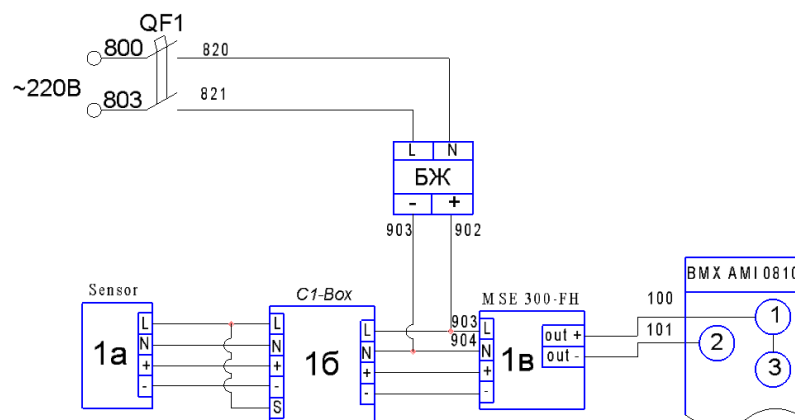 QF1
800
820
~220В
803
821
L N
БЖ
- +
903 902
Sensor
1а
L
N
+
-
C1-Box
L
N
+
-
S
1б
L
N
+
-
903
904
MSE 300-FH
L
N
+
-
1в
out +
out -
100
101
BMX AMI 0810
1
2
3